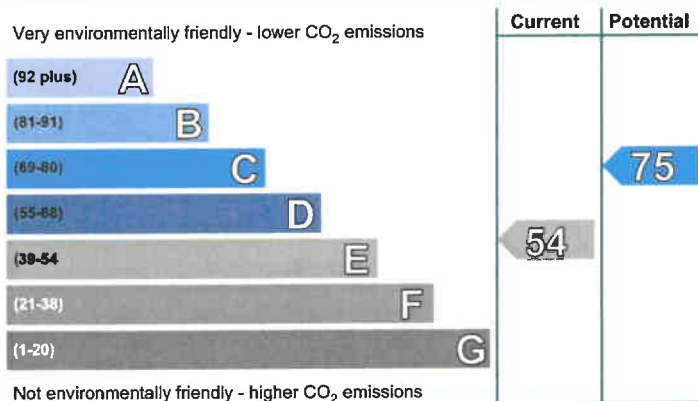 Current Potential
Very environmentally friendly - lower CO2 emissions
(92 plus) A
(81-91) B
(69-80) C
75
(55-68) D
(39-54 E
54
(21-38) F
(1-20) G
Not environmentally friendly - higher CO2 emissions